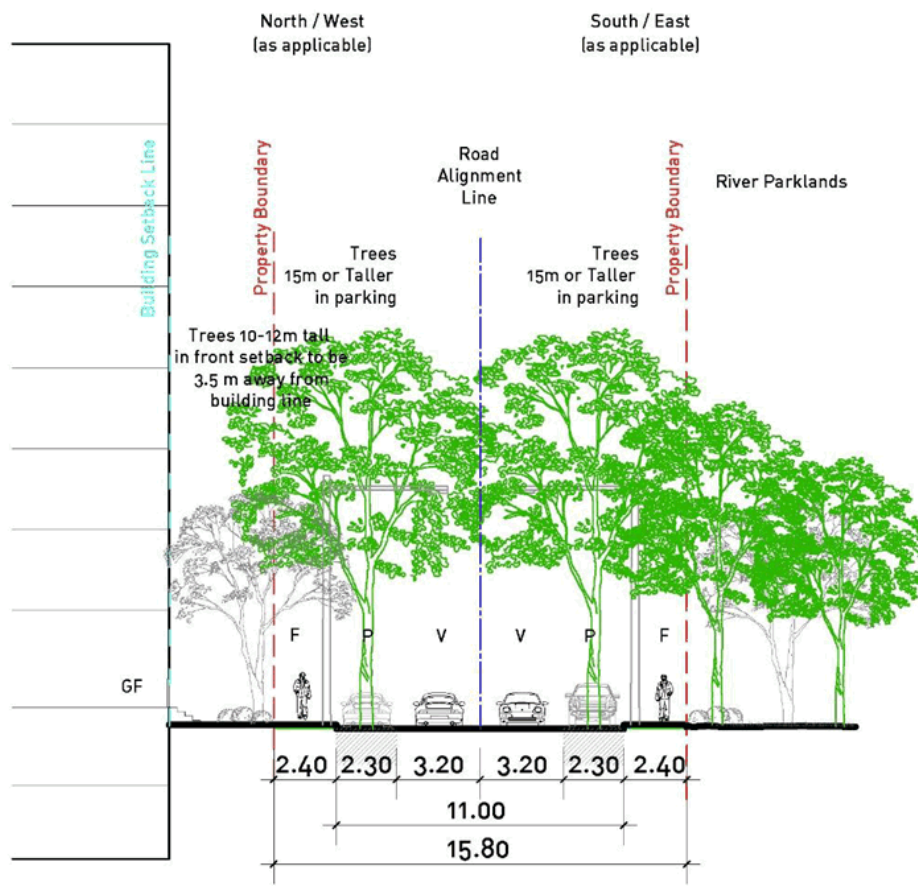 North / West
(as applicable)
South / East
(as applicable)
Building Setback Line
Property Boundary
Road
Alignment
Line
Property Boundary
River Parklands
Trees
15m or Taller
in parking
Trees
15m or Taller
in parking
Trees 10-12m tall
in front setback to be
3.5 m away from
building line
F P V V P F
GF
2.40 2.30 3.20 3.20 2.30 2.40
11.00
15.80